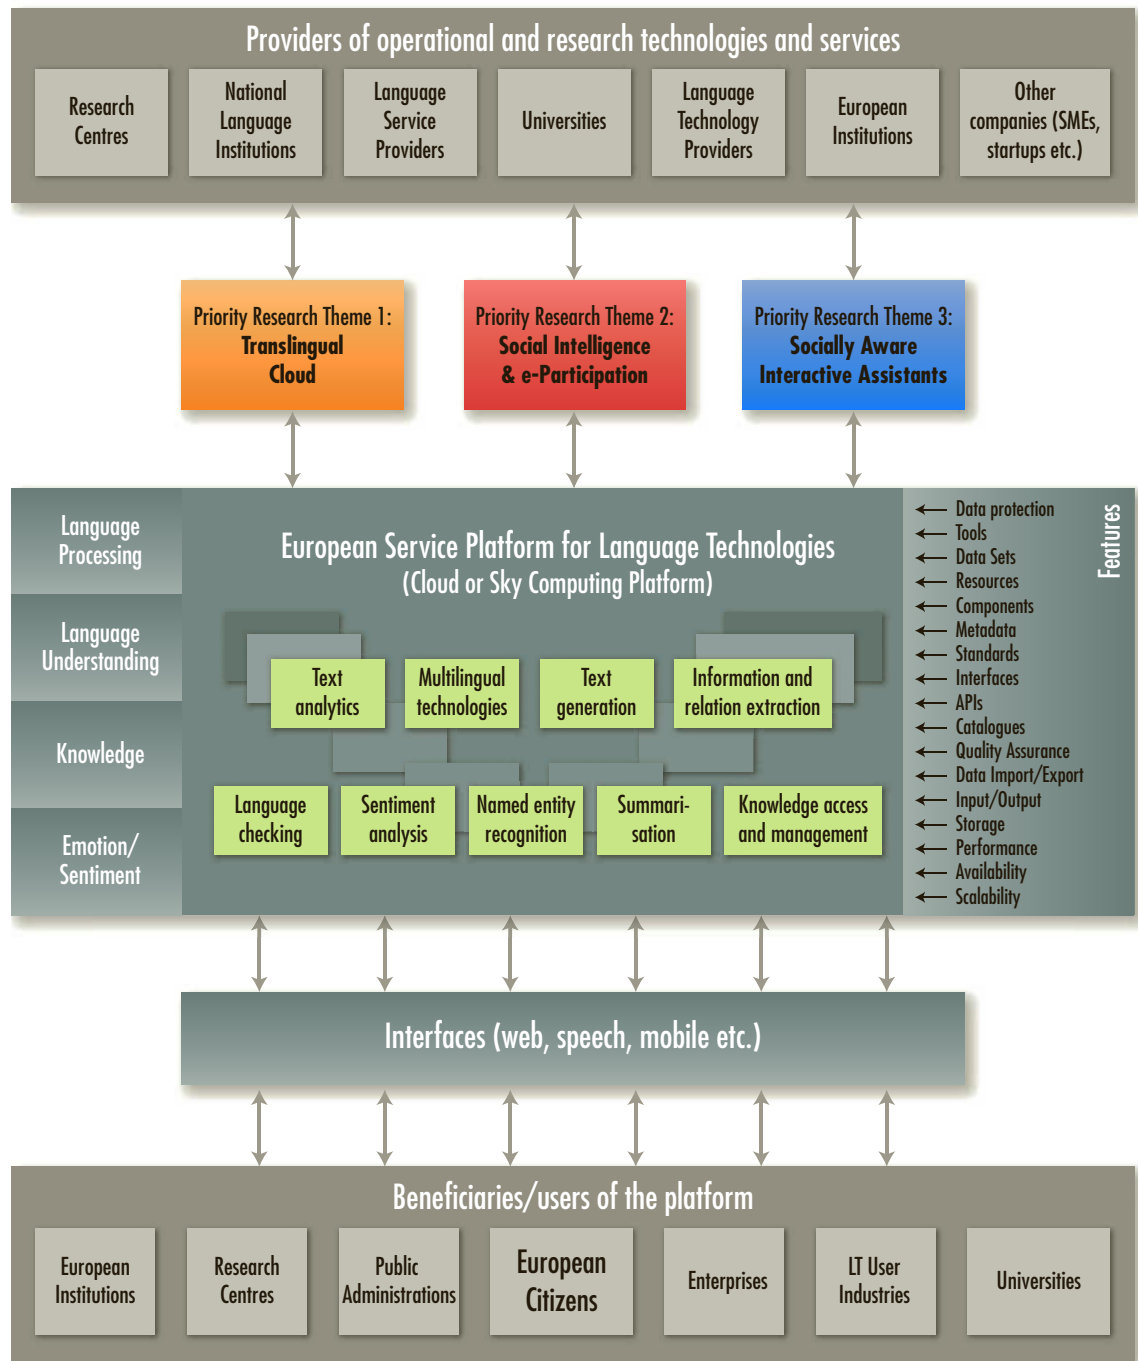 Providers of operational and research technologies and services
Research
Centres
National
Language
Institutions
Language
Service
Providers
Universities
Language
Technology
Providers
European
Institutions
Other
companies (SMEs,
startups etc.)
Priority Research Theme 1:
Translingual
Cloud
Priority Research Theme 2:
Social Intelligence
& e-Participation
Priority Research Theme 3:
Socially Aware
Interactive Assistants
Language
Processing
Language
Understanding
Knowledge
Emotion/
Sentiment
European Service Platform for Language Technologies
(Cloud or Sky Computing Platform)
Text
analytics
Multilingual
technologies
Text
generation
Information and
relation extraction
Language
checking
Sentiment
analysis
Named entity
recognition
Summari-
sation
Knowledge access
and management
Features
Data protection
Tools
Data Sets
Resources
Components
Metadata
Standards
Interfaces
APIs
Catalogues
Quality Assurance
Data Import/Export
Input/Output
Storage
Performance
Availability
Scalability
Interfaces (web, speech, mobile etc.)
Beneficiaries/users of the platform
European
Institutions
Research
Centres
Public
Administrations
European
Citizens
Enterprises
LT User
Industries
Universities